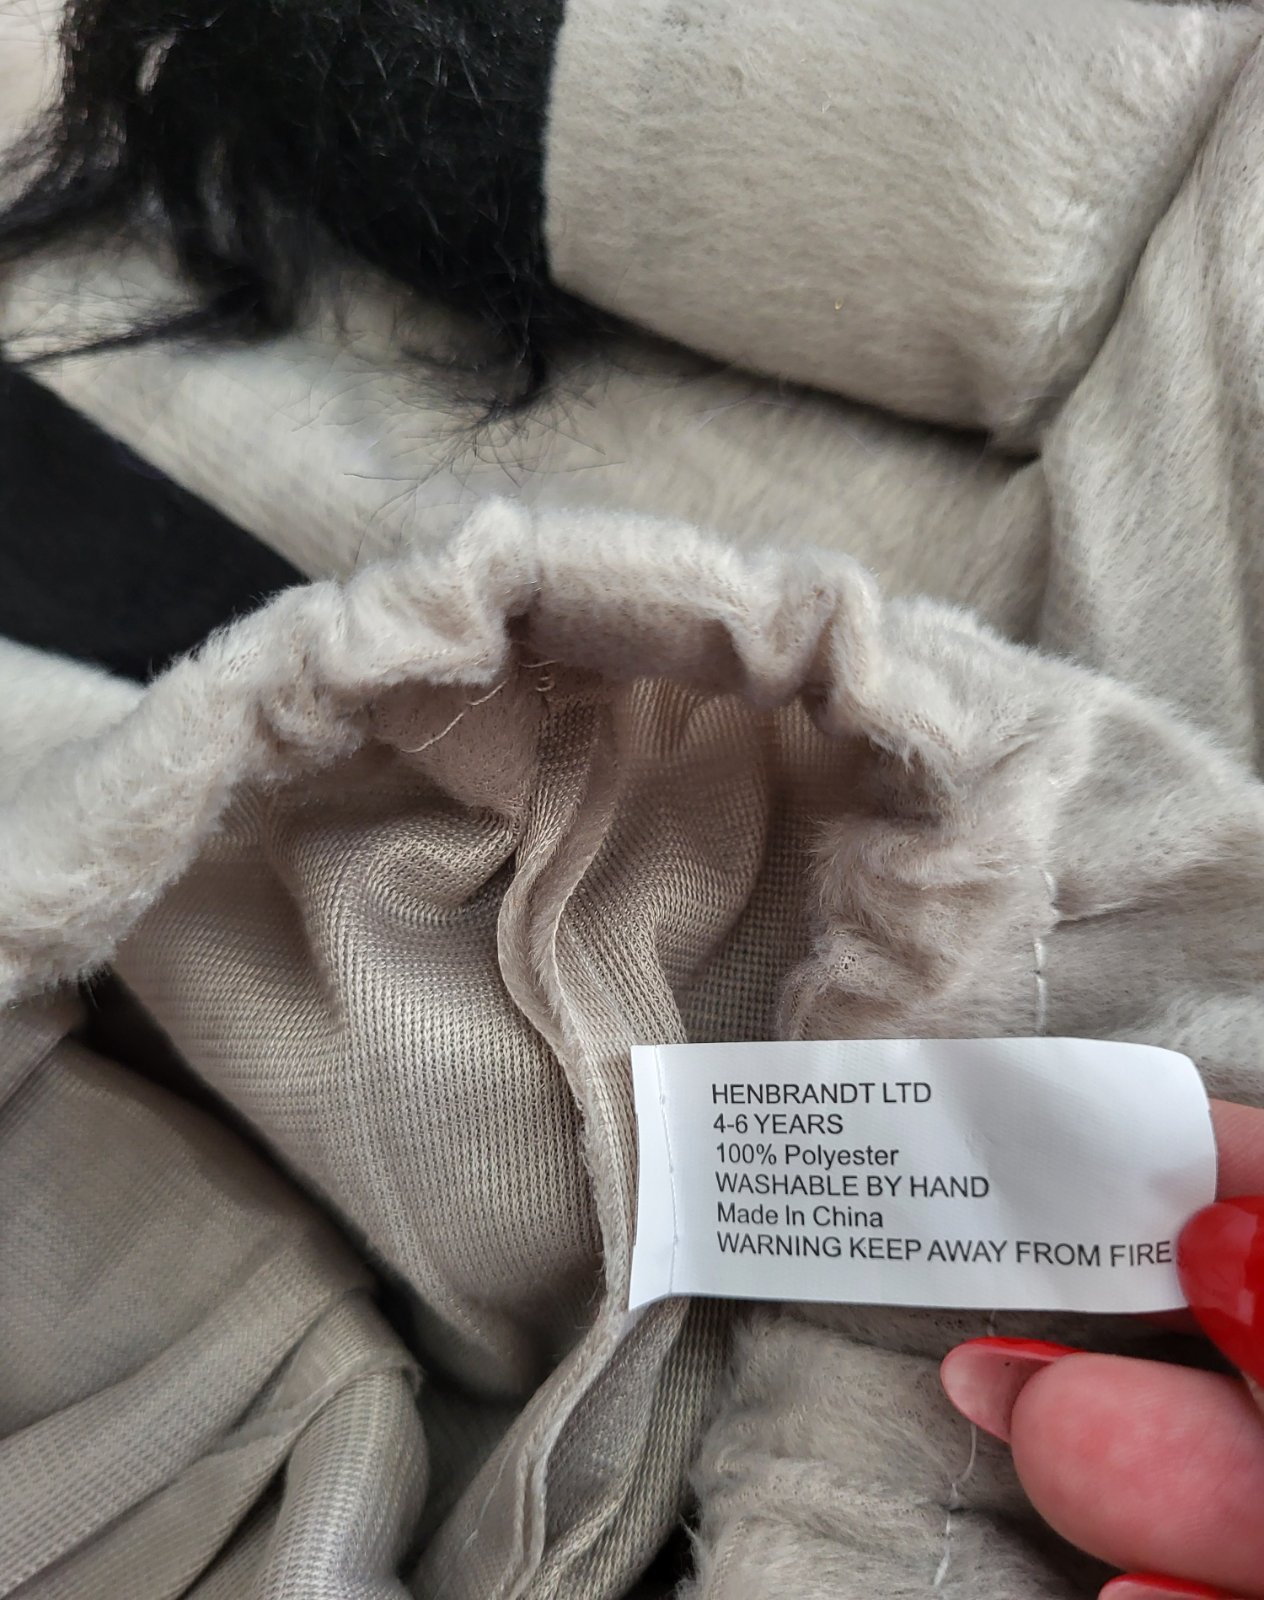 HENBRANDT LTD
4-6 YEARS
100% Polyester
WASHABLE BY HAND
Made In China
WARNING KEEP AWAY FROM FIRE